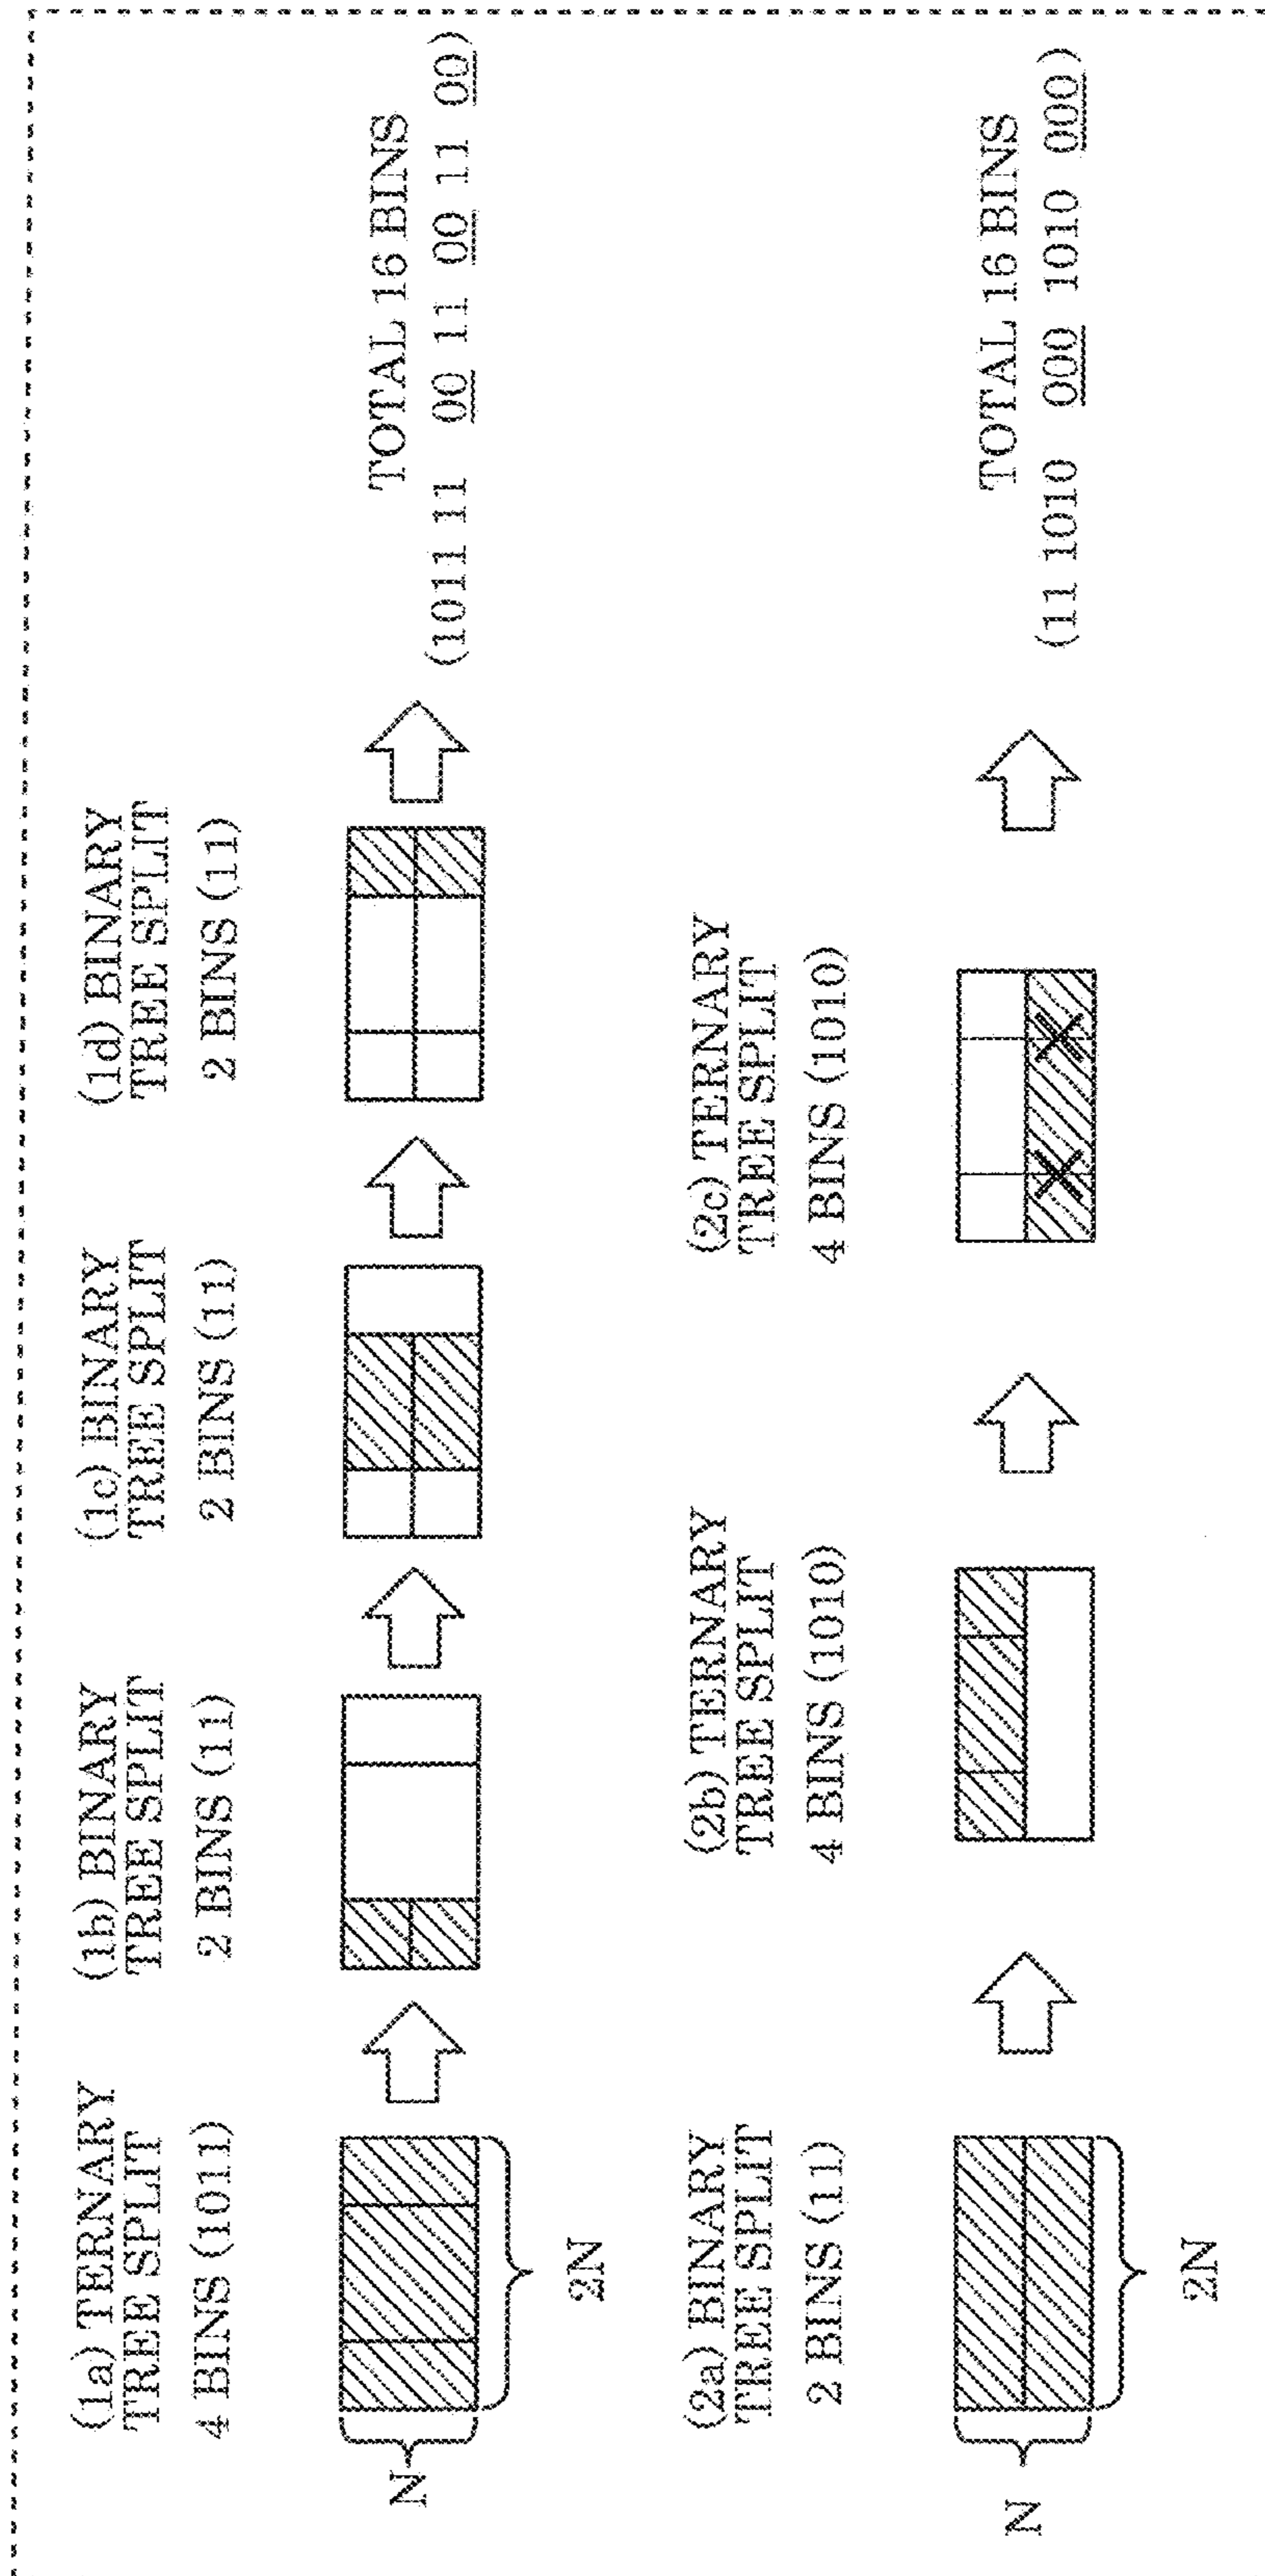 (1a) TERNARY
TREE SPLIT
4 BINS (1011)
(1b) BINARY
TREE SPLIT
2 BINS (11)
(1c) BINARY
TREE SPLIT
2 BINS (11)
(1d) BINARY
TREE SPLIT
2 BINS (11)
N
2N
TOTAL 16 BINS
(1011 11 00 11 00 11 00)
(2a) BINARY
TREE SPLIT
2 BINS (11)
(2b) TERNARY
TREE SPLIT
4 BINS (1010)
(2c) TERNARY
TREE SPLIT
4 BINS (1010)
N
2N
TOTAL 16 BINS
(11 1010 000 1010 000)